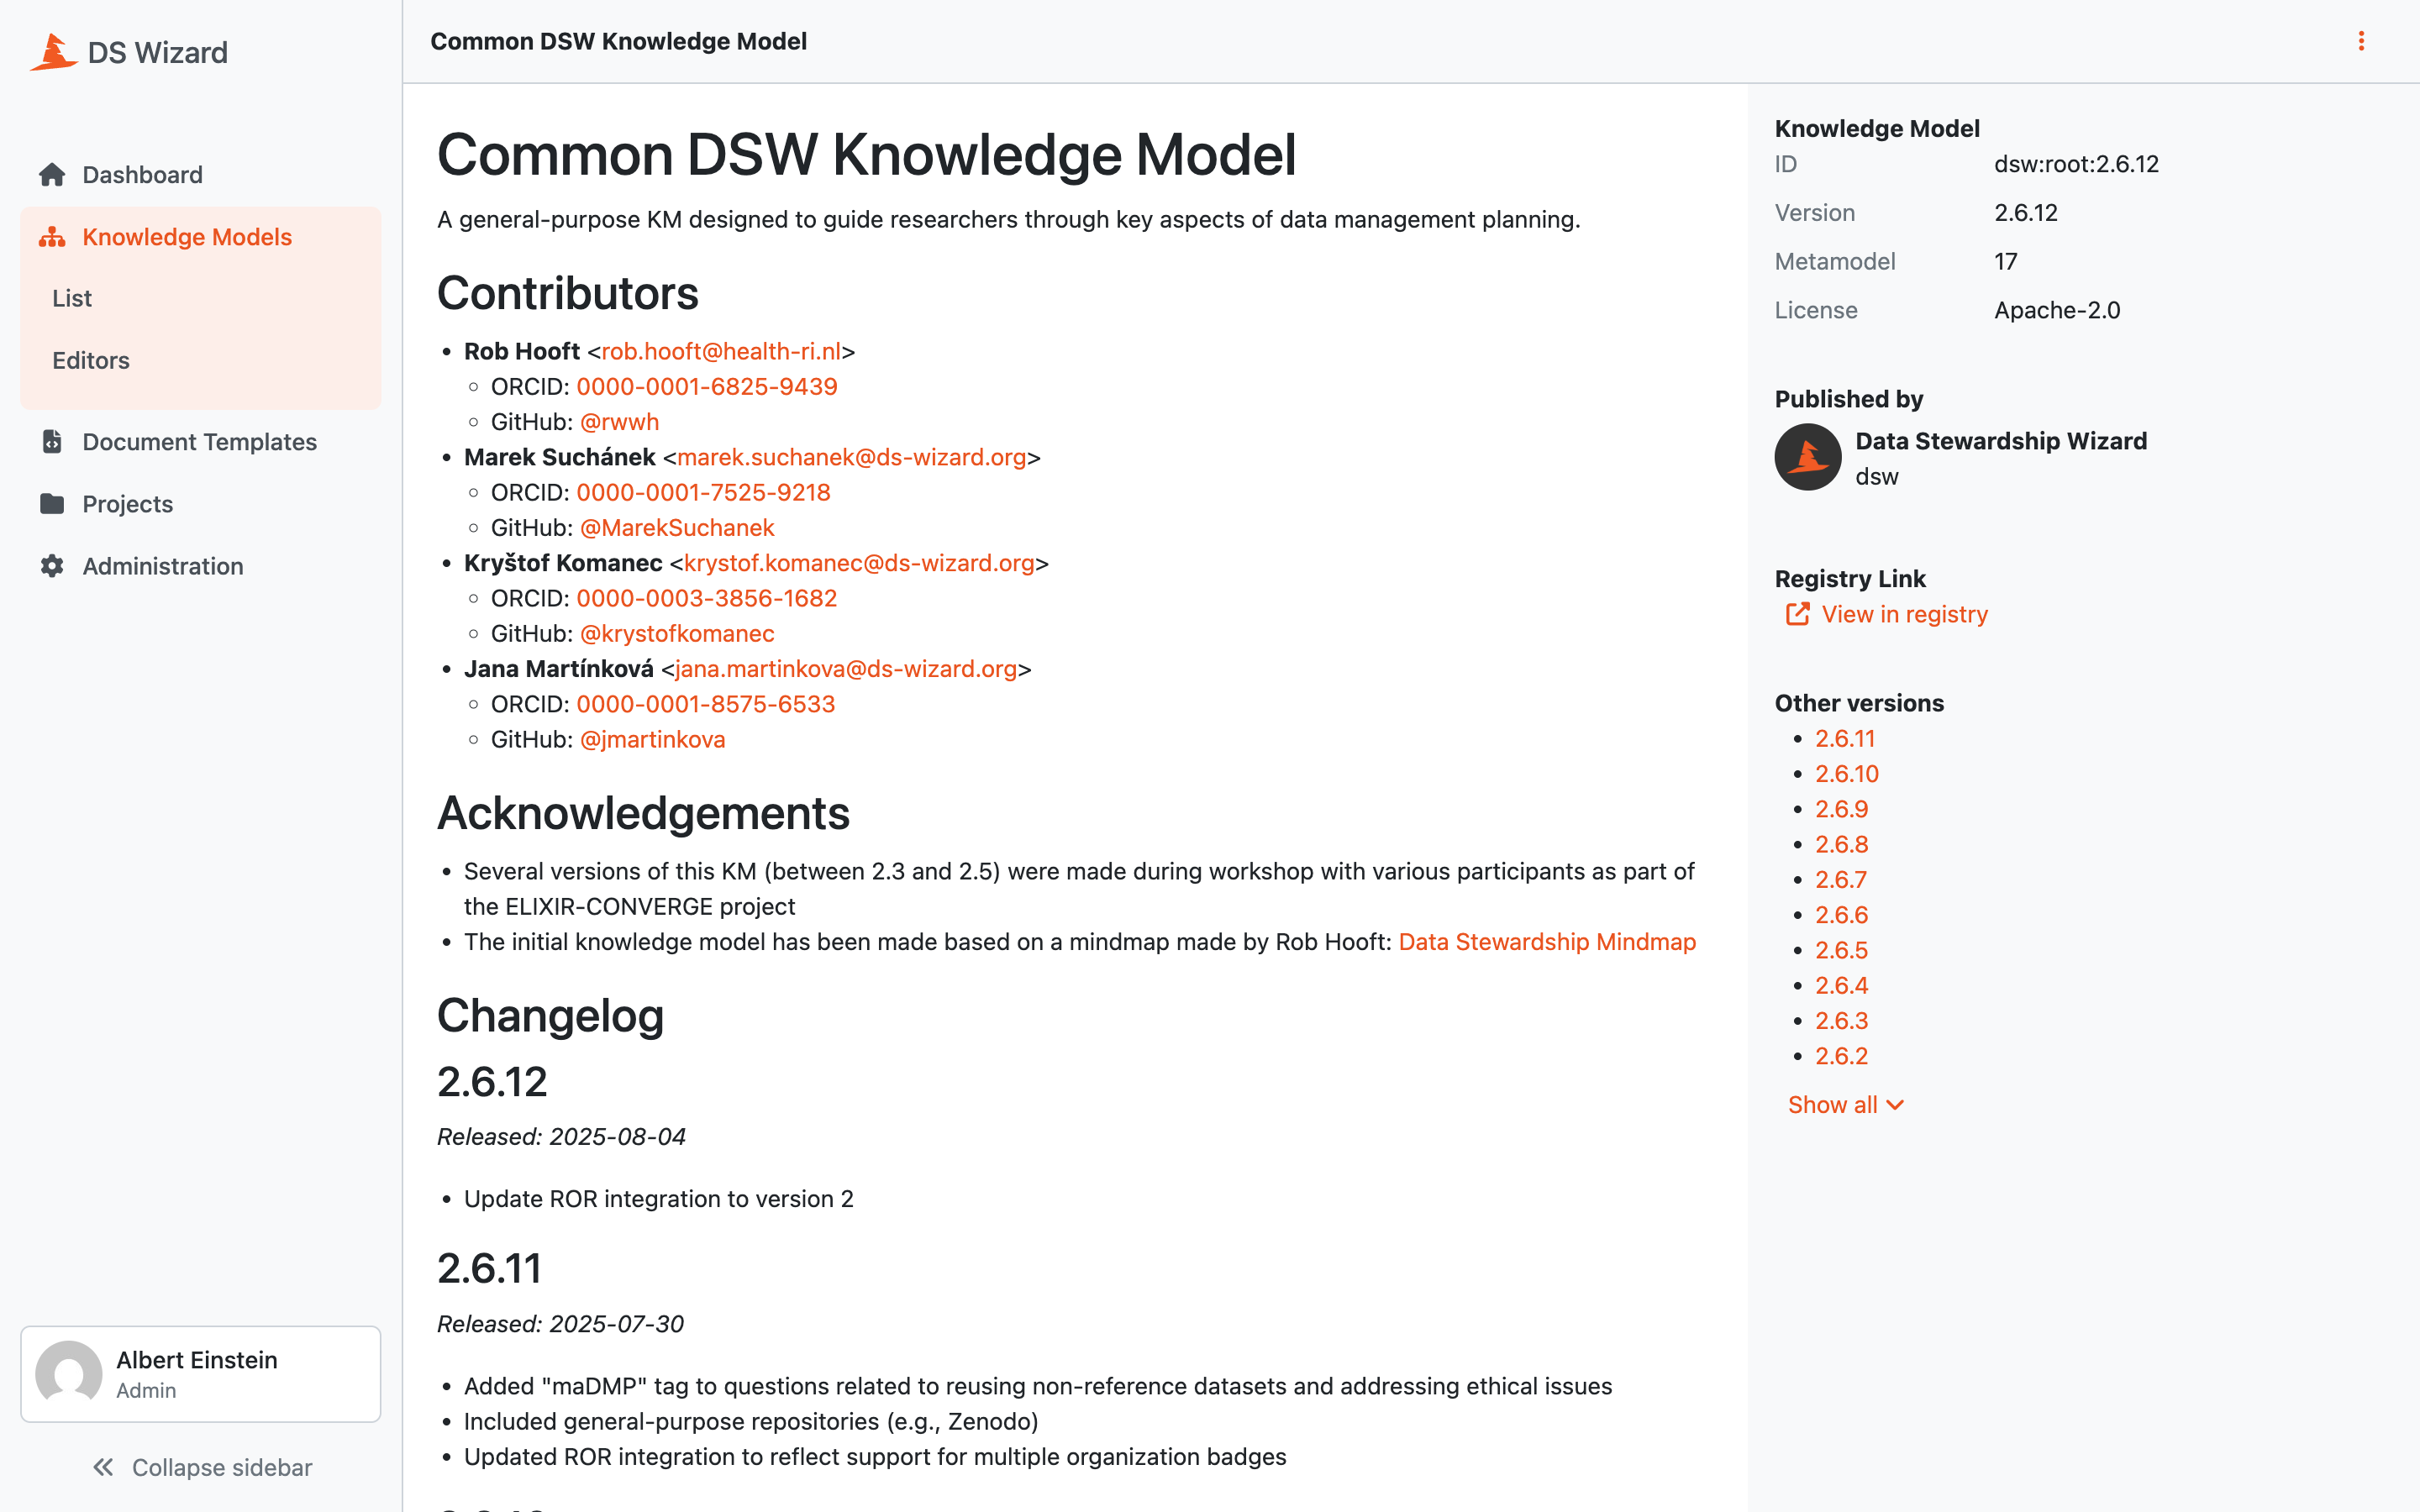 DS Wizard
Dashboard
Knowledge Models
List
Editors
Document Templates
Projects
Administration
Albert Einstein
Admin
Collapse sidebar
Common DSW Knowledge Model
Common DSW Knowledge Model
A general-purpose KM designed to guide researchers through key aspects of data management planning.
Contributors
• Rob Hooft <rob.hooft@health-ri.nl>
◦ ORCID: 0000-0001-6825-9439
◦ GitHub: @rwwh
• Marek Suchánek <marek.suchanek@ds-wizard.org>
◦ ORCID: 0000-0001-7525-9218
◦ GitHub: @MarekSuchanek
• Kryštof Komanec <krystof.komanec@ds-wizard.org>
◦ ORCID: 0000-0003-3856-1682
◦ GitHub: @krystofkomanec
• Jana Martínková <jana.martinkova@ds-wizard.org>
◦ ORCID: 0000-0001-8575-6533
◦ GitHub: @jmartinkova
Acknowledgements
• Several versions of this KM (between 2.3 and 2.5) were made during workshop with various participants as part of
the ELIXIR-CONVERGE project
• The initial knowledge model has been made based on a mindmap made by Rob Hooft: Data Stewardship Mindmap
Changelog
2.6.12
Released: 2025-08-04
• Update ROR integration to version 2
2.6.11
Released: 2025-07-30
• Added "maDMP" tag to questions related to reusing non-reference datasets and addressing ethical issues
• Included general-purpose repositories (e.g., Zenodo)
• Updated ROR integration to reflect support for multiple organization badges
Knowledge Model
ID dsw:root:2.6.12
Version 2.6.12
Metamodel 17
License Apache-2.0
Published by
Data Stewardship Wizard
dsw
Registry Link
View in registry
Other versions
• 2.6.11
• 2.6.10
• 2.6.9
• 2.6.8
• 2.6.7
• 2.6.6
• 2.6.5
• 2.6.4
• 2.6.3
• 2.6.2
Show all